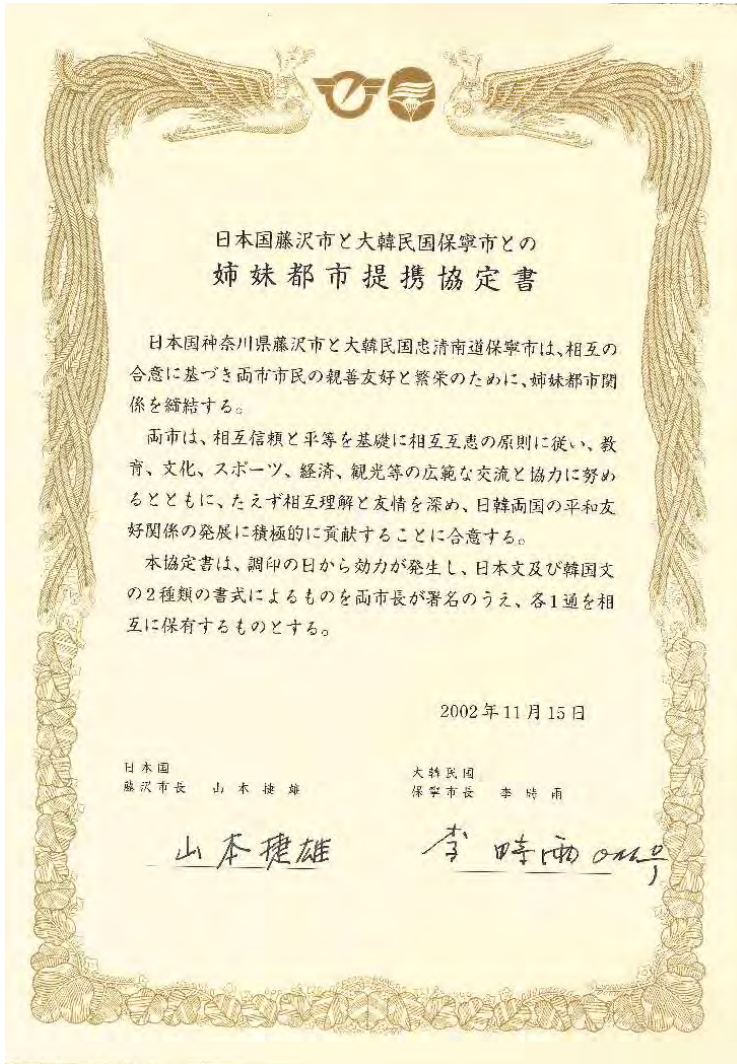 日本国藤沢市と大韓民国保寧市との
姉妹都市提携協定書
日本国神奈川県藤沢市と大韓民国忠清南道保寧市は、相互の
合意に基づき両市市民の親善友好と繁栄のために、姉妹都市関
係を締結する。
両市は、相互信頼と平等を基礎に相互互恵の原則に従い、教
育、文化、スポーツ、経済、観光等の広範な交流と協力に努め
るとともに、たえず相互理解と友情を深め、日韓両国の平和友
好関係の発展に積極的に貢献することに合意する。
本協定書は、調印の日から効力が発生し、日本文及び韓国文
の2種類の書式によるものを両市長が署名のうえ、各1通を相
互に保有するものとする。
2002年11月15日
日本国
藤沢市長 山本捷雄
大韓民国
保寧市長 李時雨
山本捷雄
李時雨